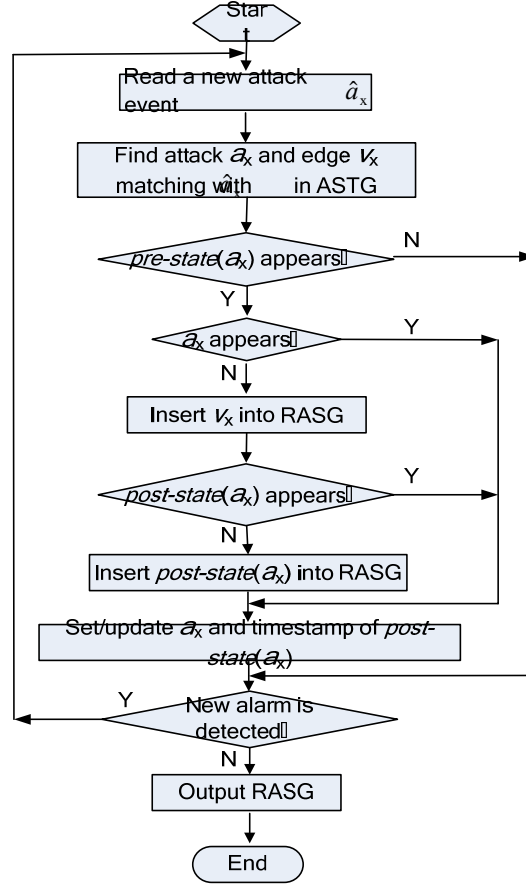 Start
Read a new attack
event â_x
Find attack a_x and edge v_x
matching with â_x in ASTG
pre-state(a_x) appears▯
N
Y
a_x appears▯
Y
N
Insert v_x into RASG
post-state(a_x) appears▯
Y
N
Insert post-state(a_x) into RASG
Set/update a_x and timestamp of post-
state(a_x)
Y
New alarm is
detected▯
N
Output RASG
End